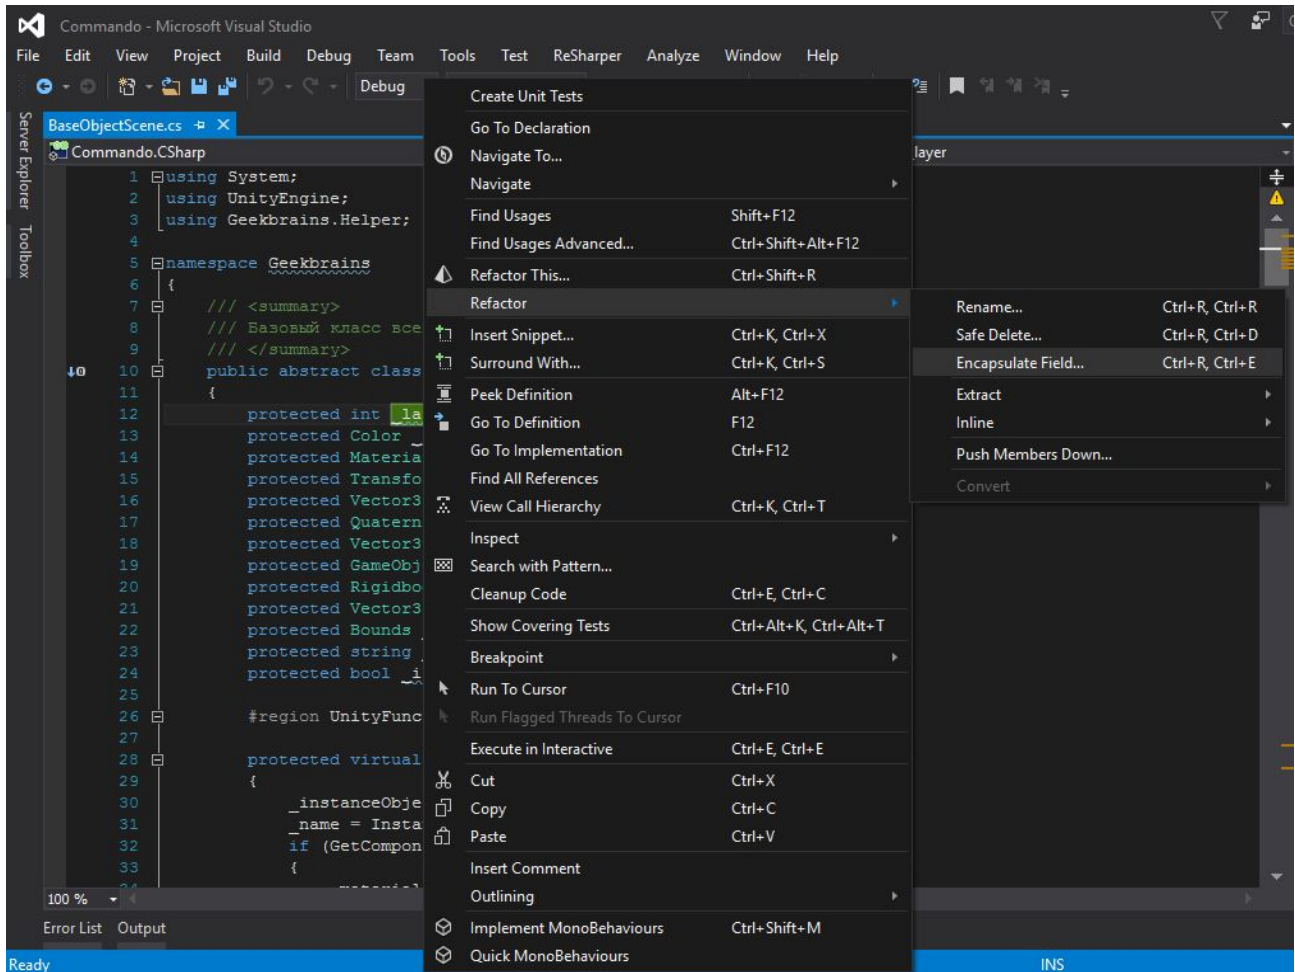 Commando - Microsoft Visual Studio
File Edit View Project Build Debug Team Tools Test ReSharper Analyze Window Help
Debug
Server Explorer
Toolbox
BaseObjectScene.cs
Commando.CSharp
layer
1 using System;
2 using UnityEngine;
3 using Geekbrains.Helper;
4
5 namespace Geekbrains
6 {
7 /// <summary>
8 /// Базовый класс все
9 /// </summary>
10 public abstract class
11 {
12 protected int _la
13 protected Color _
14 protected Materia
15 protected Transfo
16 protected Vector3
17 protected Quatern
18 protected Vector3
19 protected GameObj
20 protected Rigidbo
21 protected Vector3
22 protected Bounds
23 protected string
24 protected bool _i
25
26 #region UnityFunc
27
28 protected virtual
29 {
30 _instanceObje
31 _name = Insta
32 if (GetCompon
33 {
100 %
Error List Output
Ready
INS
Create Unit Tests
Go To Declaration
Navigate To...
Navigate
Find Usages Shift+F12
Find Usages Advanced... Ctrl+Shift+Alt+F12
Refactor This... Ctrl+Shift+R
Refactor
Insert Snippet... Ctrl+K, Ctrl+X
Surround With... Ctrl+K, Ctrl+S
Peek Definition Alt+F12
Go To Definition F12
Go To Implementation Ctrl+F12
Find All References
View Call Hierarchy Ctrl+K, Ctrl+T
Inspect
Search with Pattern...
Cleanup Code Ctrl+E, Ctrl+C
Show Covering Tests Ctrl+Alt+K, Ctrl+Alt+T
Breakpoint
Run To Cursor Ctrl+F10
Run Flagged Threads To Cursor
Execute in Interactive Ctrl+E, Ctrl+E
Cut Ctrl+X
Copy Ctrl+C
Paste Ctrl+V
Insert Comment
Outlining
Implement MonoBehaviours Ctrl+Shift+M
Quick MonoBehaviours
Rename... Ctrl+R, Ctrl+R
Safe Delete... Ctrl+R, Ctrl+D
Encapsulate Field... Ctrl+R, Ctrl+E
Extract
Inline
Push Members Down...
Convert